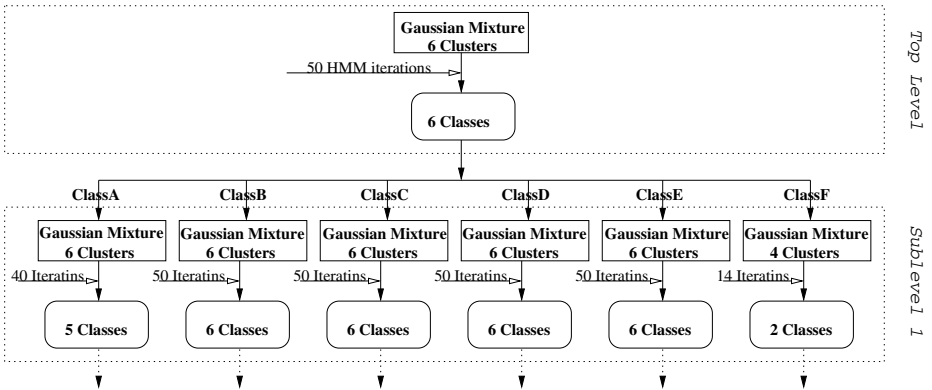 Gaussian Mixture
6 Clusters
50 HMM iterations
6 Classes
Top Level
ClassA
ClassB
ClassC
ClassD
ClassE
ClassF
Gaussian Mixture
6 Clusters
Gaussian Mixture
6 Clusters
Gaussian Mixture
6 Clusters
Gaussian Mixture
6 Clusters
Gaussian Mixture
6 Clusters
Gaussian Mixture
4 Clusters
40 Iteratins
50 Iteratins
50 Iteratins
50 Iteratins
50 Iteratins
14 Iteratins
5 Classes
6 Classes
6 Classes
6 Classes
6 Classes
2 Classes
Sublevel 1